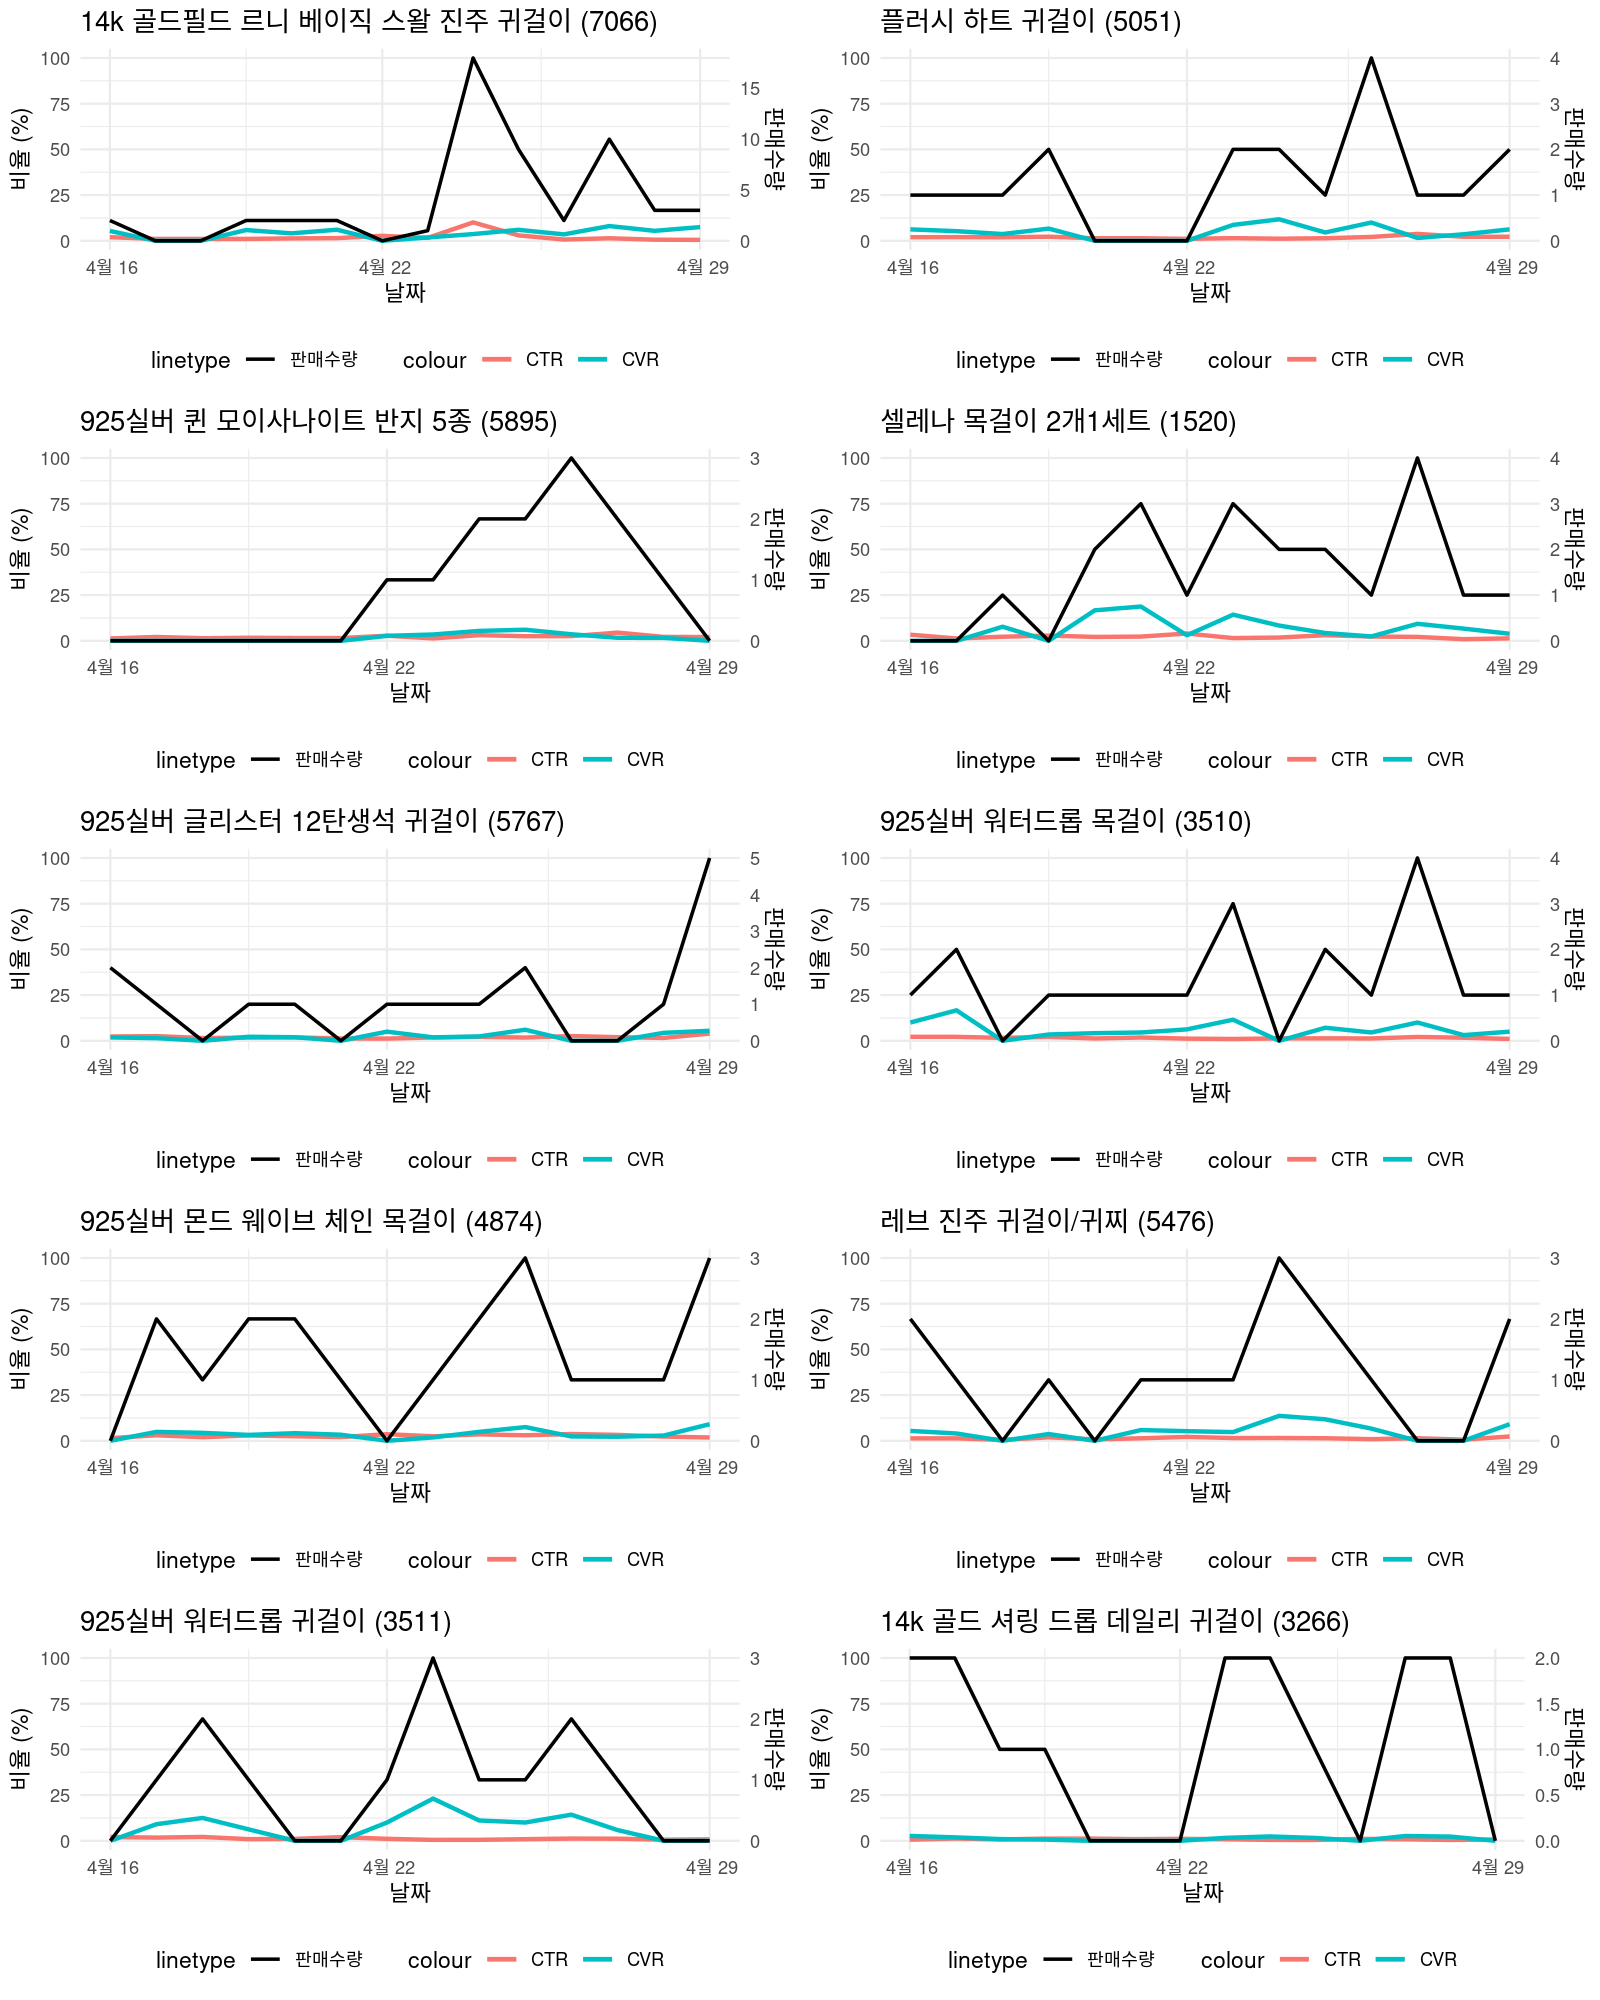 14k 골드필드 르니 베이직 스왈 진주 귀걸이 (7066)
100
75
50
25
0
비율 (%)
15
10
5
0
판매수량
4월 16
4월 22
4월 29
날짜
linetype 판매수량 colour CTR CVR
플러시 하트 귀걸이 (5051)
100
75
50
25
0
비율 (%)
4
3
2
1
0
판매수량
4월 16
4월 22
4월 29
날짜
linetype 판매수량 colour CTR CVR
925실버 퀸 모이사나이트 반지 5종 (5895)
100
75
50
25
0
비율 (%)
3
2
1
0
판매수량
4월 16
4월 22
4월 29
날짜
linetype 판매수량 colour CTR CVR
셀레나 목걸이 2개1세트 (1520)
100
75
50
25
0
비율 (%)
4
3
2
1
0
판매수량
4월 16
4월 22
4월 29
날짜
linetype 판매수량 colour CTR CVR
925실버 글리스터 12탄생석 귀걸이 (5767)
100
75
50
25
0
비율 (%)
5
4
3
2
1
0
판매수량
4월 16
4월 22
4월 29
날짜
linetype 판매수량 colour CTR CVR
925실버 워터드롭 목걸이 (3510)
100
75
50
25
0
비율 (%)
4
3
2
1
0
판매수량
4월 16
4월 22
4월 29
날짜
linetype 판매수량 colour CTR CVR
925실버 몬드 웨이브 체인 목걸이 (4874)
100
75
50
25
0
비율 (%)
3
2
1
0
판매수량
4월 16
4월 22
4월 29
날짜
linetype 판매수량 colour CTR CVR
레브 진주 귀걸이/귀찌 (5476)
100
75
50
25
0
비율 (%)
3
2
1
0
판매수량
4월 16
4월 22
4월 29
날짜
linetype 판매수량 colour CTR CVR
925실버 워터드롭 귀걸이 (3511)
100
75
50
25
0
비율 (%)
3
2
1
0
판매수량
4월 16
4월 22
4월 29
날짜
linetype 판매수량 colour CTR CVR
14k 골드 셔링 드롭 데일리 귀걸이 (3266)
100
75
50
25
0
비율 (%)
2.0
1.5
1.0
0.5
0.0
판매수량
4월 16
4월 22
4월 29
날짜
linetype 판매수량 colour CTR CVR